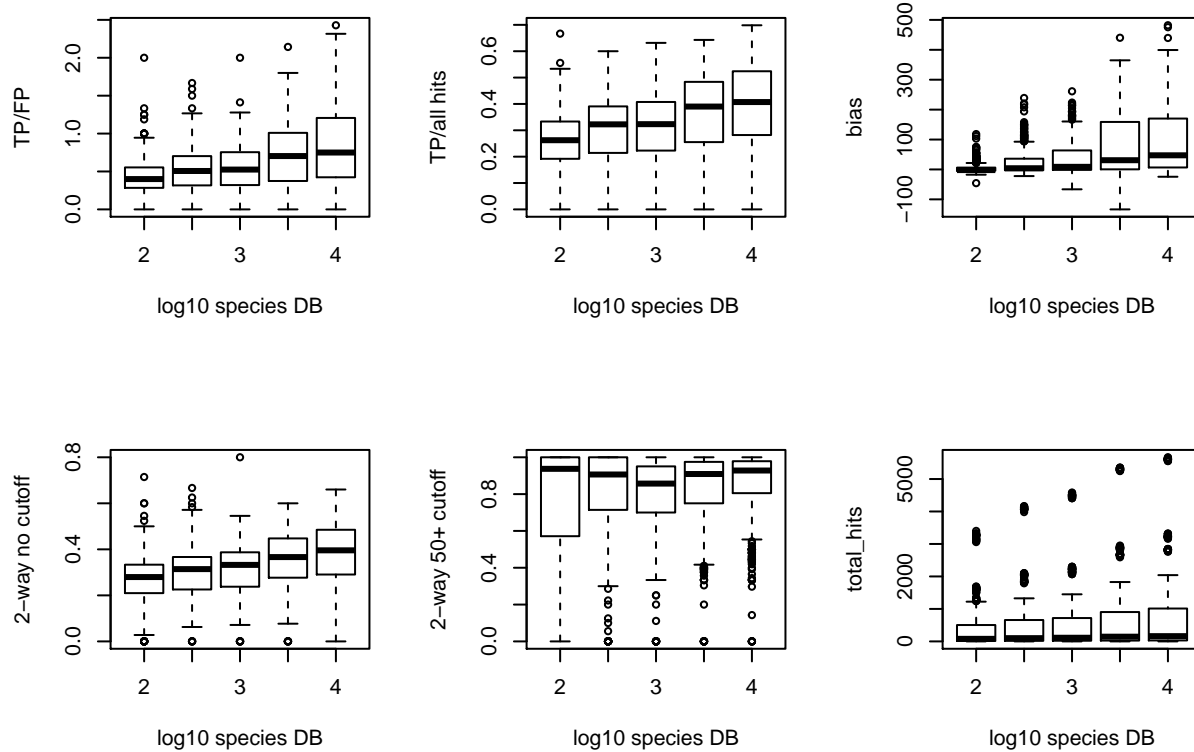 TP/FP
0.0 1.0 2.0
2 3 4
log10 species DB
TP/all hits
0.0 0.2 0.4 0.6
2 3 4
log10 species DB
bias
−100 100 300 500
2 3 4
log10 species DB
2−way no cutoff
0.0 0.4 0.8
2 3 4
log10 species DB
2−way 50+ cutoff
0.0 0.4 0.8
2 3 4
log10 species DB
total_hits
0 2000 5000
2 3 4
log10 species DB